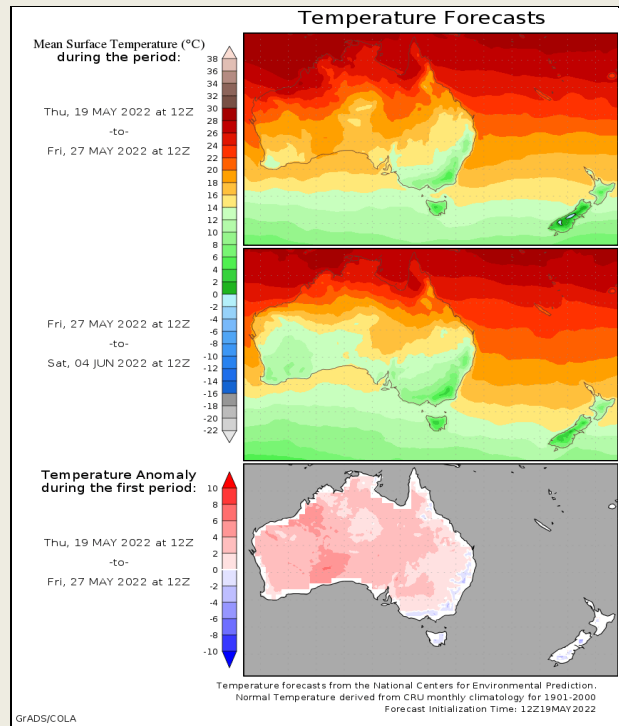 Temperature Forecasts
Mean Surface Temperature (°C)
during the period:
Thu, 19 MAY 2022 at 12Z
-to-
Fri, 27 MAY 2022 at 12Z
38
36
34
32
30
28
26
24
22
20
18
16
14
12
10
8
6
4
2
0
-2
-4
-6
-8
-10
-12
-14
-16
-17
-18
-20
-22
Fri, 27 MAY 2022 at 12Z
-to-
Sat, 04 JUN 2022 at 12Z
Temperature Anomaly
during the first period:
Thu, 19 MAY 2022 at 12Z
-to-
Fri, 27 MAY 2022 at 12Z
10
8
6
4
2
0
-2
-4
-6
-8
-10
Temperature forecasts from the National Centers for Environmental Prediction.
Normal Temperature derived from CRU monthly climatology for 1901-2000
Forecast Initialization Time: 12Z19MAY2022
GrADS/COLA